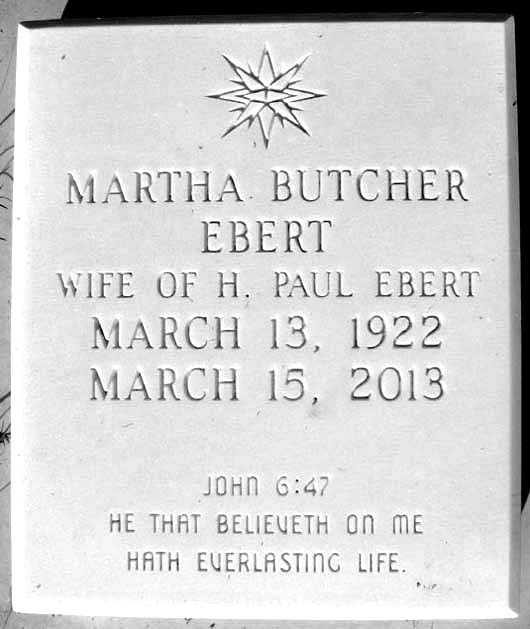 MARTHA BUTCHER
EBERT
WIFE OF H. PAUL EBERT
MARCH 13, 1922
MARCH 15, 2013
JOHN 6:47
HE THAT BELIEVETH ON ME
HATH EVERLASTING LIFE.